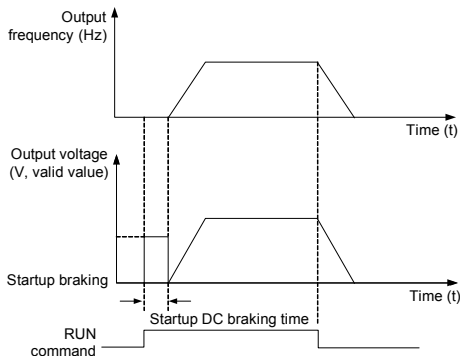 Output
frequency (Hz)
Time (t)
Output voltage
(V, valid value)
Startup braking
Time (t)
Startup DC braking time
RUN
command